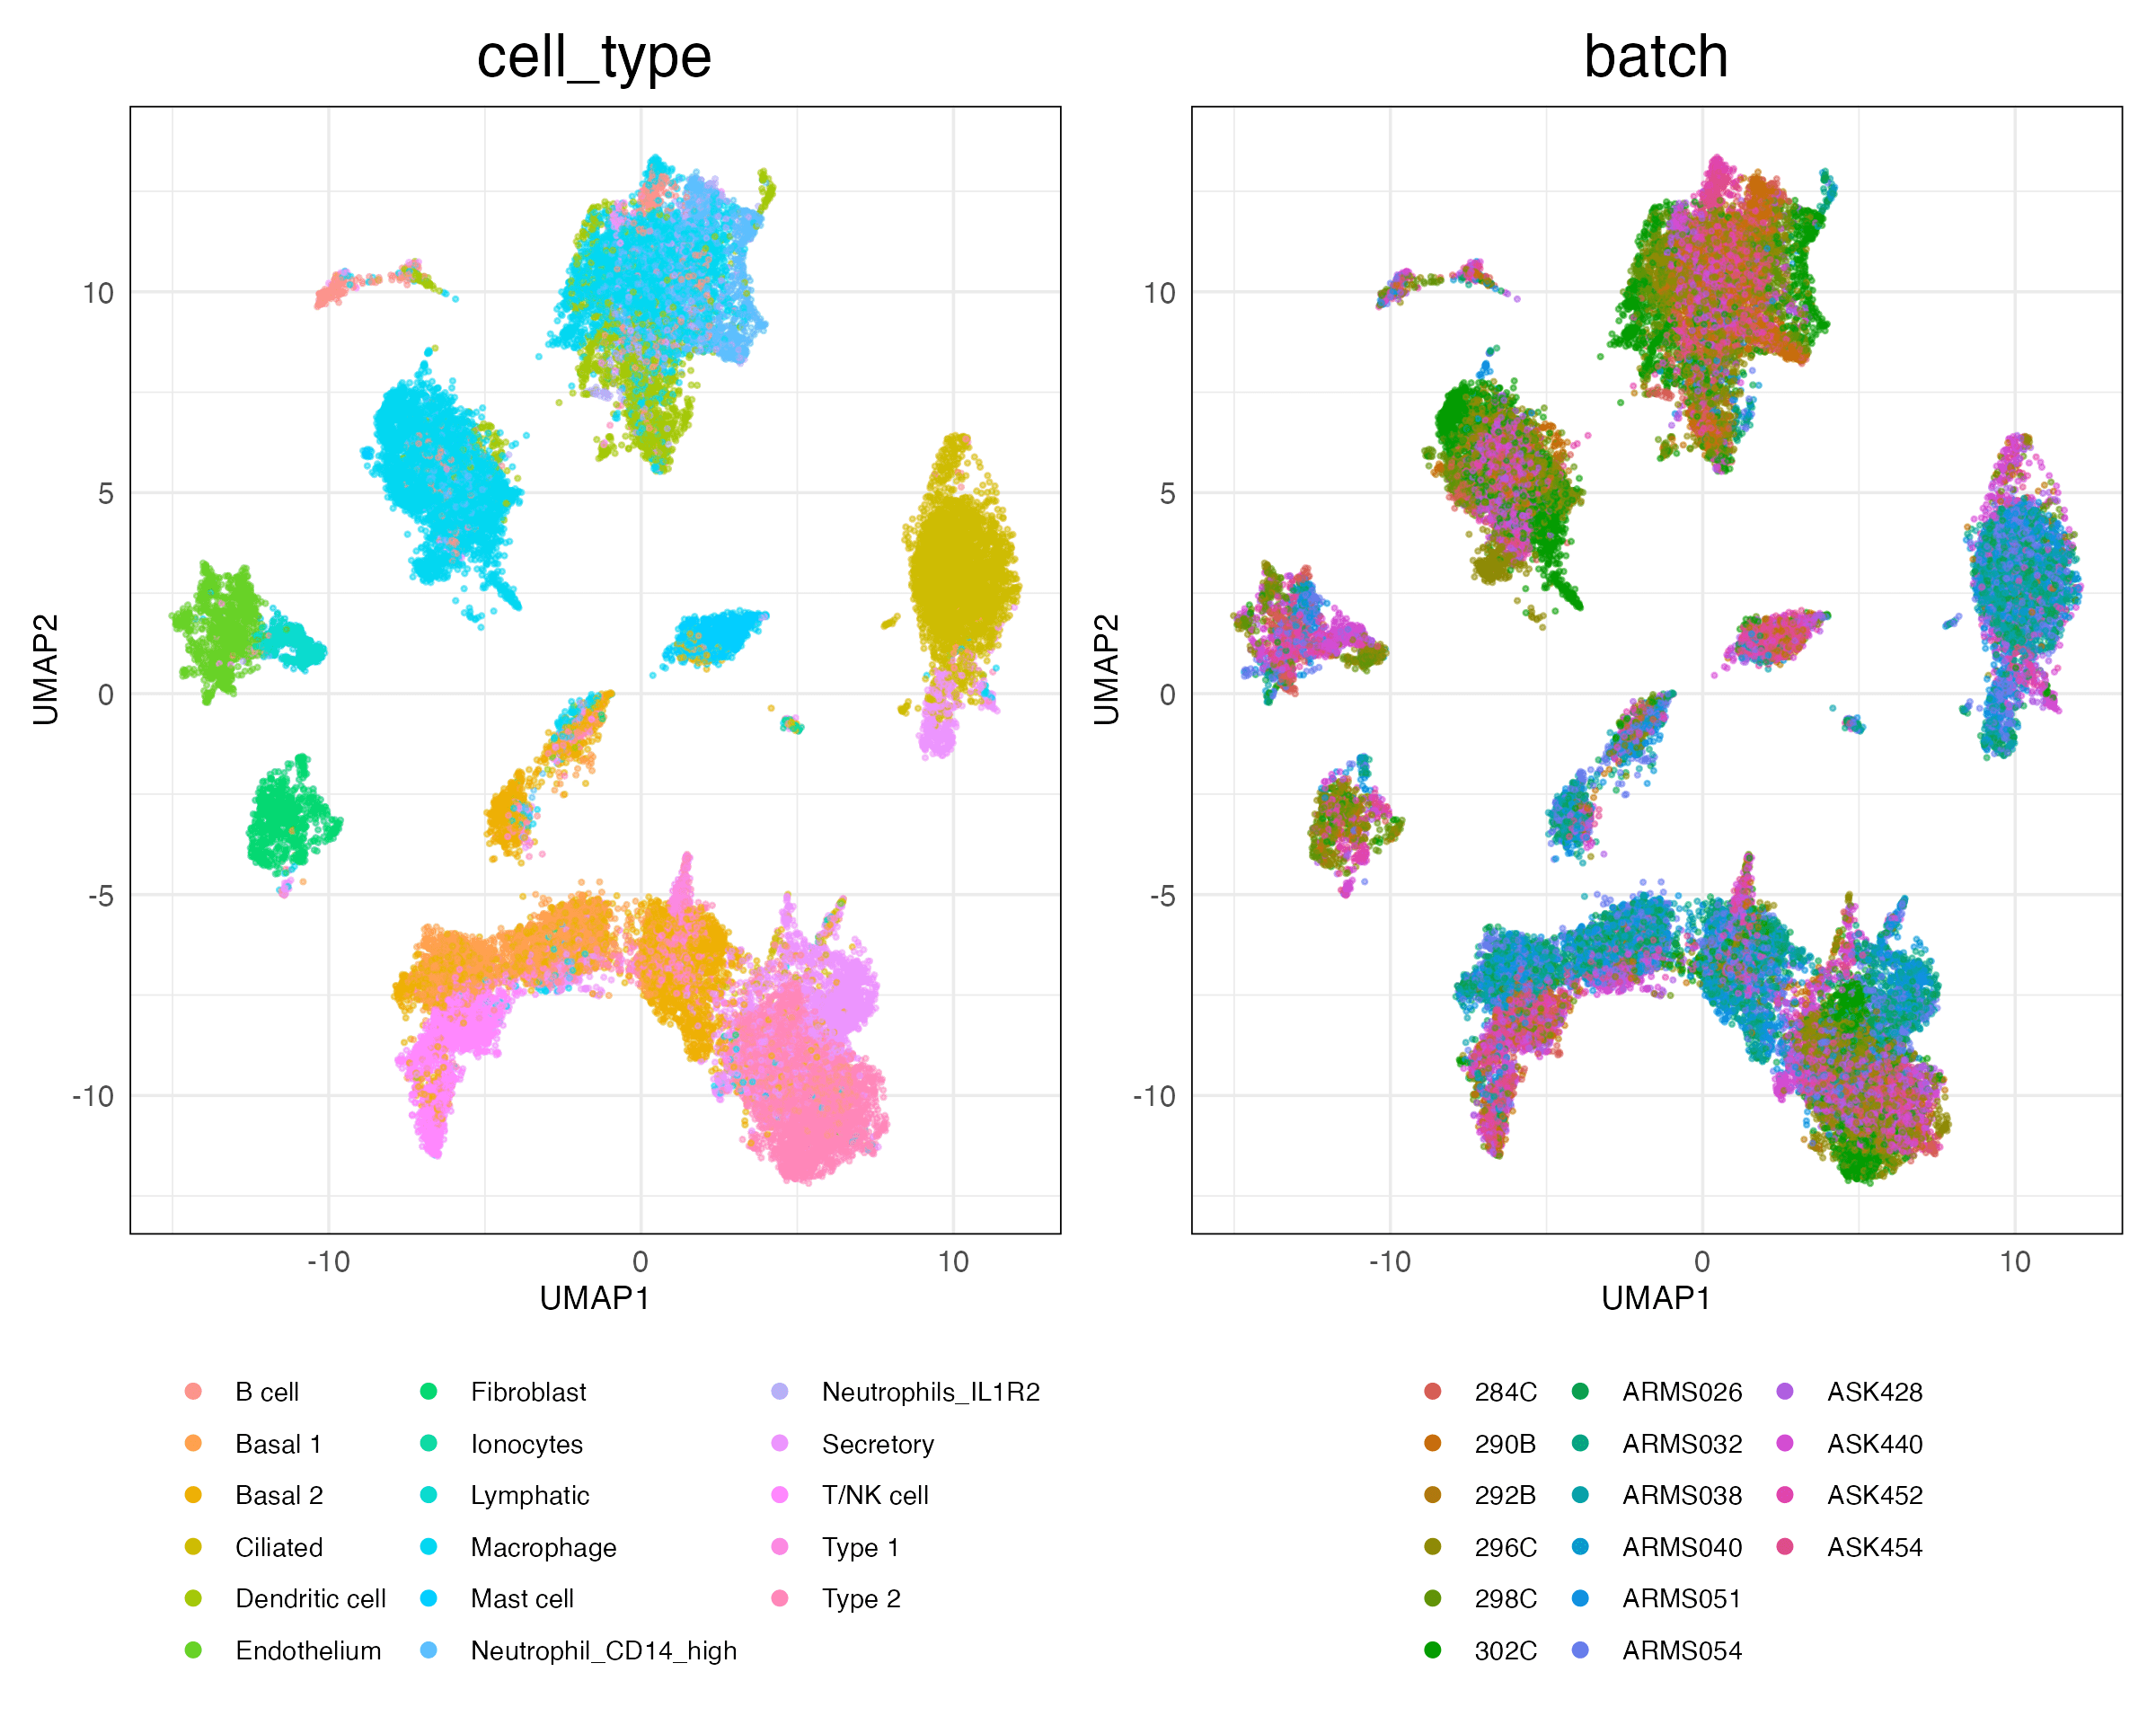 cell_type
10
5
0
-5
-10
UMAP2
-10 0 10
UMAP1
B cell
Basal 1
Basal 2
Ciliated
Dendritic cell
Endothelium
Fibroblast
Ionocytes
Lymphatic
Macrophage
Mast cell
Neutrophil_CD14_high
Neutrophils_IL1R2
Secretory
T/NK cell
Type 1
Type 2
batch
10
5
0
-5
-10
UMAP2
-10 0 10
UMAP1
284C
290B
292B
296C
298C
302C
ARMS026
ARMS032
ARMS038
ARMS040
ARMS051
ARMS054
ASK428
ASK440
ASK452
ASK454